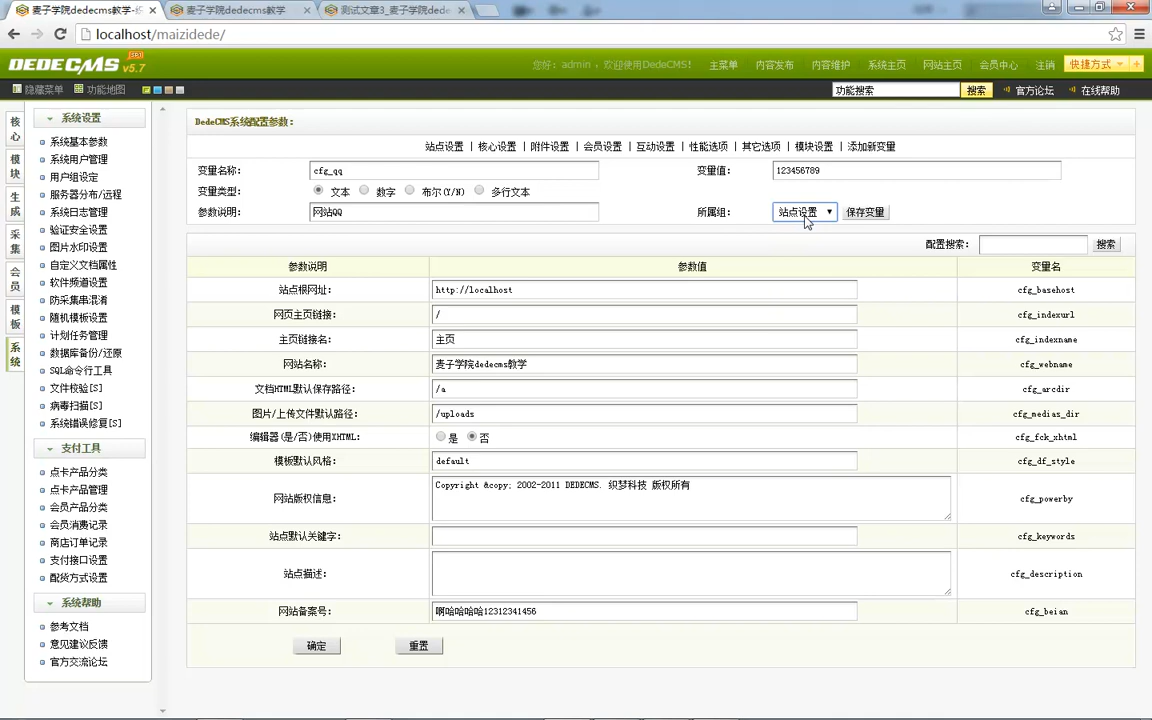 麦子学院dedecms教学-织
麦子学院dedecms教学
测试文章3_麦子学院dede
localhost/maizidede/
DEDECMS v5.7
您好: admin , 欢迎使用DedeCMS! 主菜单 内容发布 内容维护 系统主页 网站主页 会员中心 注销 快捷方式
隐藏菜单 功能地图 功能搜索 搜索 官方论坛 在线帮助
核心
模块
生成
采集
会员
模板
系统
系统设置
系统基本参数
系统用户管理
用户组设定
服务器分布/远程
系统日志管理
验证安全设置
图片水印设置
自定义文档属性
软件频道设置
防采集串混淆
随机模板设置
计划任务管理
数据库备份/还原
SQL命令行工具
文件校验[S]
病毒扫描[S]
系统错误修复[S]
支付工具
点卡产品分类
点卡产品管理
会员产品分类
会员消费记录
商店订单记录
支付接口设置
配货方式设置
系统帮助
参考文档
意见建议反馈
官方交流论坛
DedeCMS系统配置参数:
站点设置 | 核心设置 | 附件设置 | 会员设置 | 互动设置 | 性能选项 | 其它选项 | 模块设置 | 添加新变量
变量名称: cfg_qq 变量值: 123456789
变量类型: 文本 数字 布尔(Y/N) 多行文本
参数说明: 网站QQ 所属组: 站点设置 保存变量
配置搜索: 搜索
参数说明 参数值 变量名
站点根网址: http://localhost cfg_basehost
网页主页链接: / cfg_indexurl
主页链接名: 主页 cfg_indexname
网站名称: 麦子学院dedecms教学 cfg_webname
文档HTML默认保存路径: /a cfg_arcdir
图片/上传文件默认路径: /uploads cfg_medias_dir
编辑器(是/否)使用XHTML: 是 否 cfg_fck_xhtml
模板默认风格: default cfg_df_style
网站版权信息: Copyright &copy; 2002-2011 DEDECMS. 织梦科技 版权所有 cfg_powerby
站点默认关键字: cfg_keywords
站点描述: cfg_description
网站备案号: 啊哈哈哈哈12312341456 cfg_beian
确定 重置